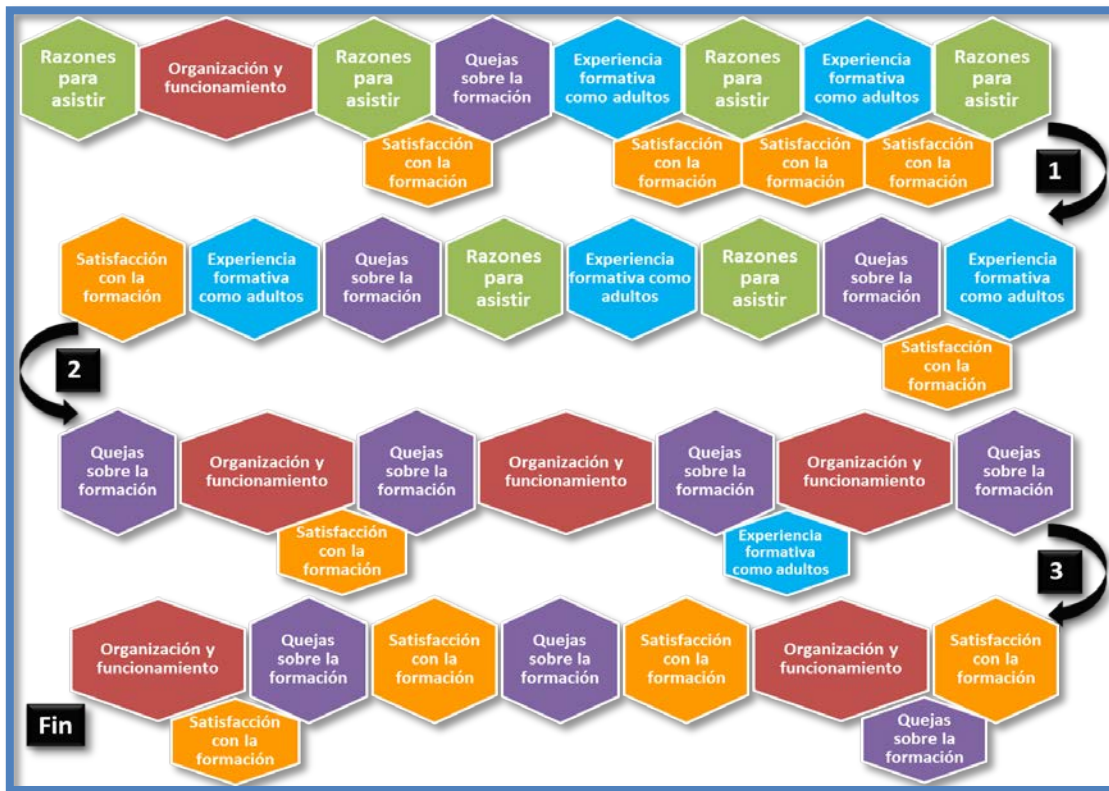 Razones
para
asistir
Organización y
funcionamiento
Razones
para
asistir
Quejas
sobre la
formación
Experiencia
formativa
como adultos
Razones
para
asistir
Experiencia
formativa
como adultos
Razones
para
asistir
Satisfacción
con la
formación
Satisfacción
con la
formación
Satisfacción
con la
formación
Satisfacción
con la
formación
1
Satisfacción
con la
formación
Experiencia
formativa
como adultos
Quejas
sobre la
formación
Razones
para
asistir
Experiencia
formativa como
adultos
Razones
para
asistir
Quejas
sobre la
formación
Experiencia
formativa
como adultos
Satisfacción
con la
formación
2
Quejas
sobre la
formación
Organización y
funcionamiento
Quejas
sobre la
formación
Organización y
funcionamiento
Quejas
sobre la
formación
Organización y
funcionamiento
Quejas
sobre la
formación
Satisfacción
con la
formación
Experiencia
formativa
como adultos
3
Organización y
funcionamiento
Quejas
sobre la
formación
Satisfacción
con la
formación
Quejas
sobre la
formación
Satisfacción
con la
formación
Organización y
funcionamiento
Satisfacción
con la
formación
Fin
Satisfacción
con la
formación
Quejas
sobre la
formación